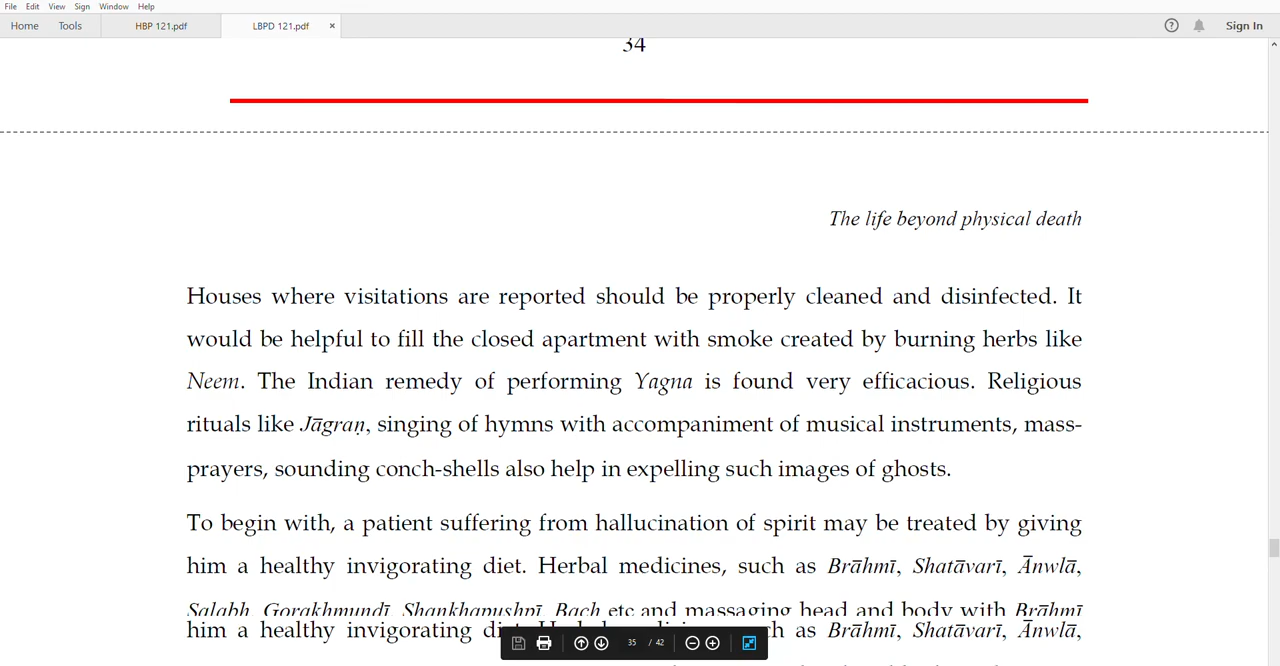 File Edit View Sign Window Help
Home Tools HBP 121.pdf LBPD 121.pdf × ? Sign In
34
The life beyond physical death
Houses where visitations are reported should be properly cleaned and disinfected. It
would be helpful to fill the closed apartment with smoke created by burning herbs like
Neem. The Indian remedy of performing Yagna is found very efficacious. Religious
rituals like Jāgraṇ, singing of hymns with accompaniment of musical instruments, mass-
prayers, sounding conch-shells also help in expelling such images of ghosts.
To begin with, a patient suffering from hallucination of spirit may be treated by giving
him a healthy invigorating diet. Herbal medicines, such as Brāhmī, Shatāvarī, Ānwlā,
Salabh, Gorakhmundī, Shankhapushpī, Bach etc and massaging head and body with Brāhmī
him a healthy invigorating as Brāhmī, Shatāvarī, Ānwlā,
35 / 42